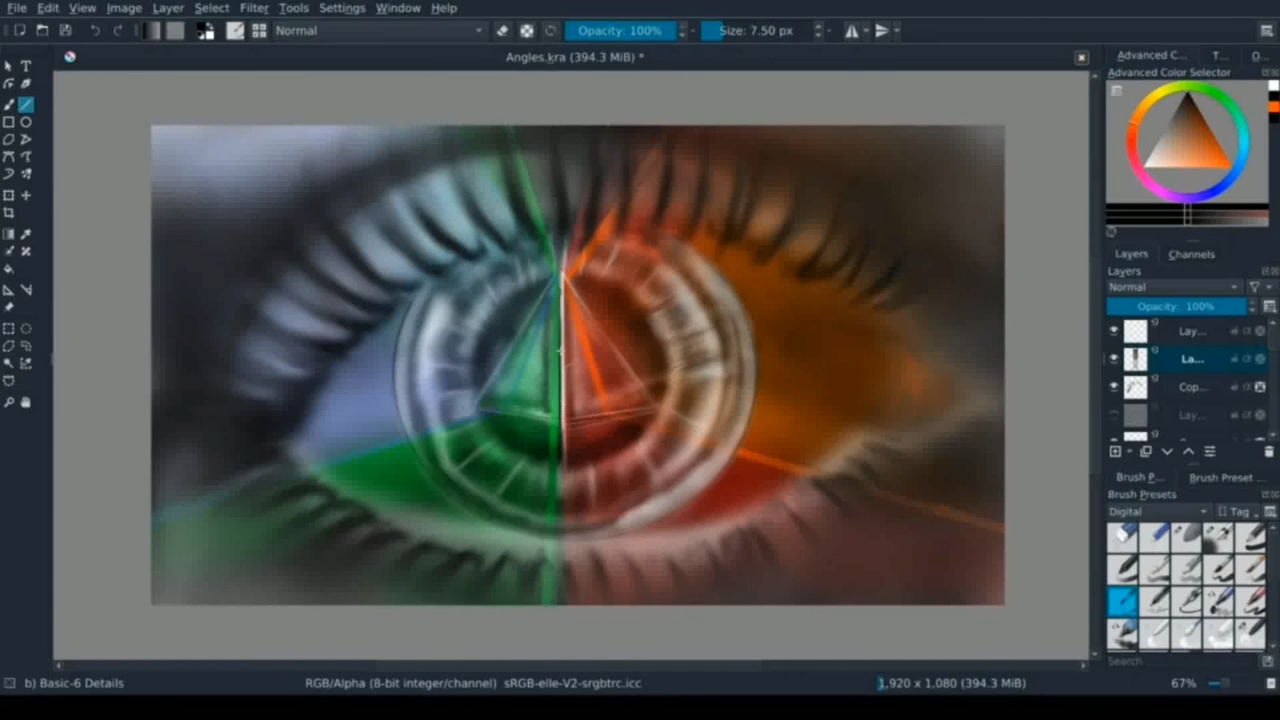 File Edit View Image Layer Select Filter Tools Settings Window Help
Normal Opacity: 100% Size: 7.50 px
Angles.kra (394.3 MiB) *
Advanced C... T... O...
Advanced Color Selector
Layers Channels
Layers
Normal
Opacity: 100%
Lay...
La...
Cop...
Lay...
Brush P... Brush Preset ...
Brush Presets
Digital Tag
Search
b) Basic-6 Details RGB/Alpha (8-bit integer/channel) sRGB-elle-V2-srgbtrc.icc 1,920 x 1,080 (394.3 MiB) 67%